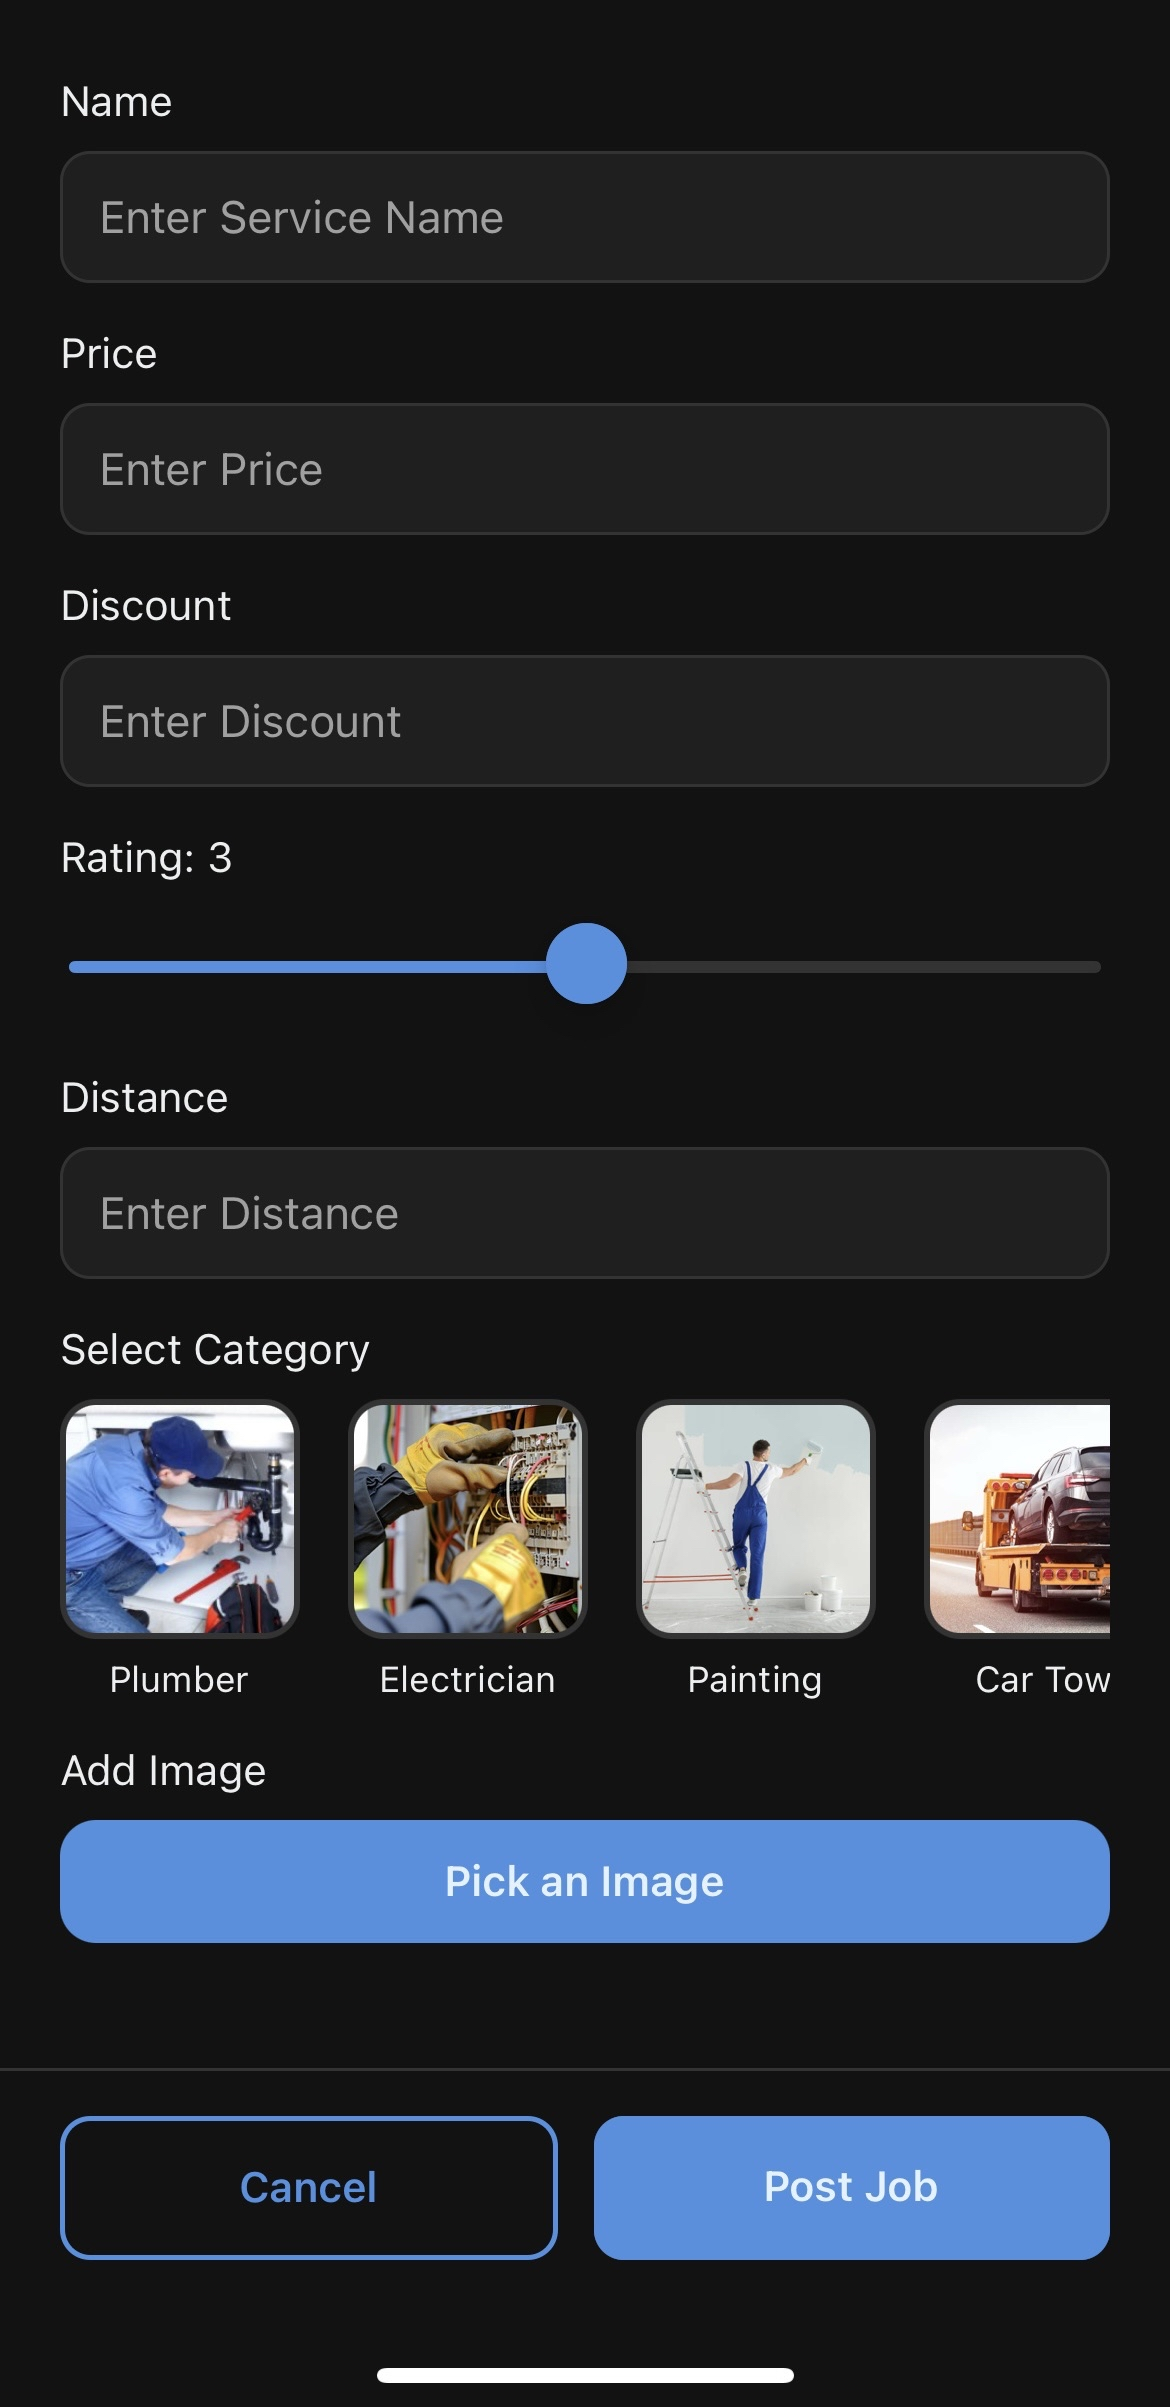 Name
Enter Service Name
Price
Enter Price
Discount
Enter Discount
Rating: 3
Distance
Enter Distance
Select Category
Plumber
Electrician
Painting
Car Tow
Add Image
Pick an Image
Cancel
Post Job